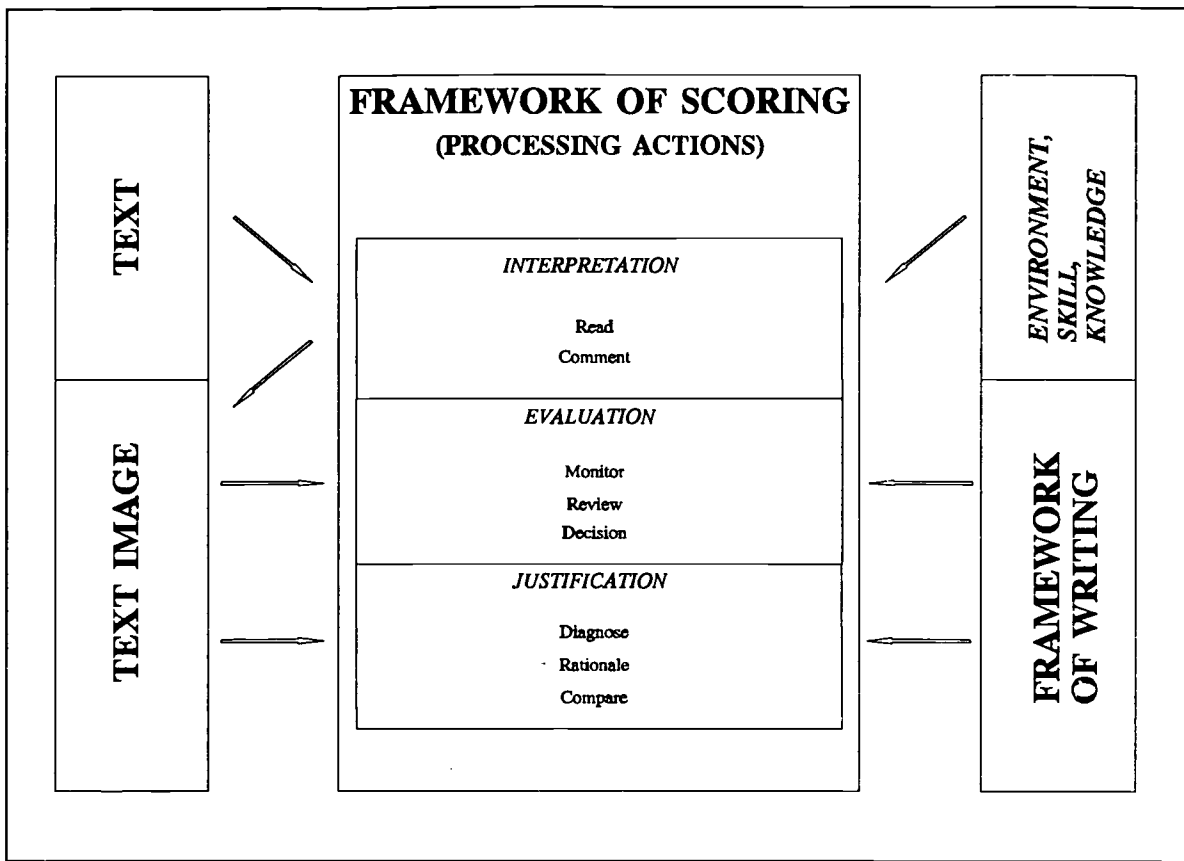 FRAMEWORK OF SCORING
(PROCESSING ACTIONS)
TEXT
TEXT IMAGE
INTERPRETATION
Read
Comment
EVALUATION
Monitor
Review
Decision
JUSTIFICATION
Diagnose
Rationale
Compare
ENVIRONMENT,
SKILL,
KNOWLEDGE
FRAMEWORK
OF WRITING